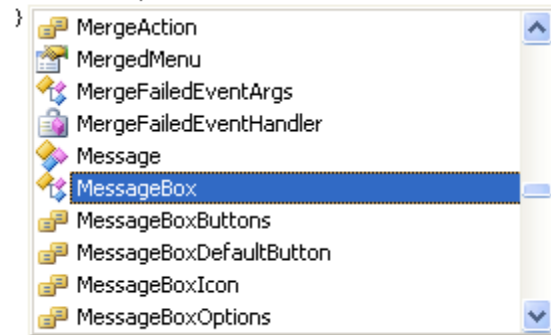 }
MergeAction
MergedMenu
MergeFailedEventArgs
MergeFailedEventHandler
Message
MessageBox
MessageBoxButtons
MessageBoxDefaultButton
MessageBoxIcon
MessageBoxOptions